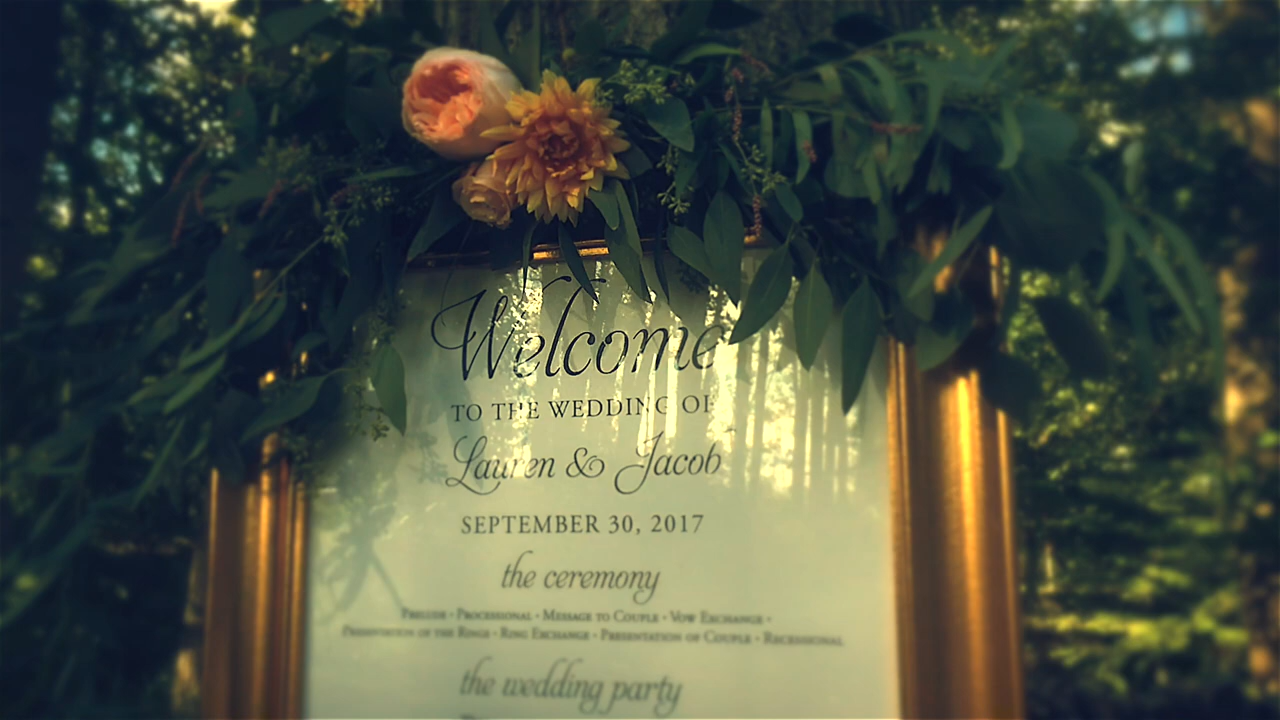 Welcome
TO THE WEDDING OF
Lauren & Jacob
SEPTEMBER 30, 2017
the ceremony
PRELUDE • PROCESSIONAL • MESSAGE TO COUPLE • VOW EXCHANGE •
PRESENTATION OF THE RINGS • RING EXCHANGE • PRESENTATION OF COUPLE • RECESSIONAL
the wedding party